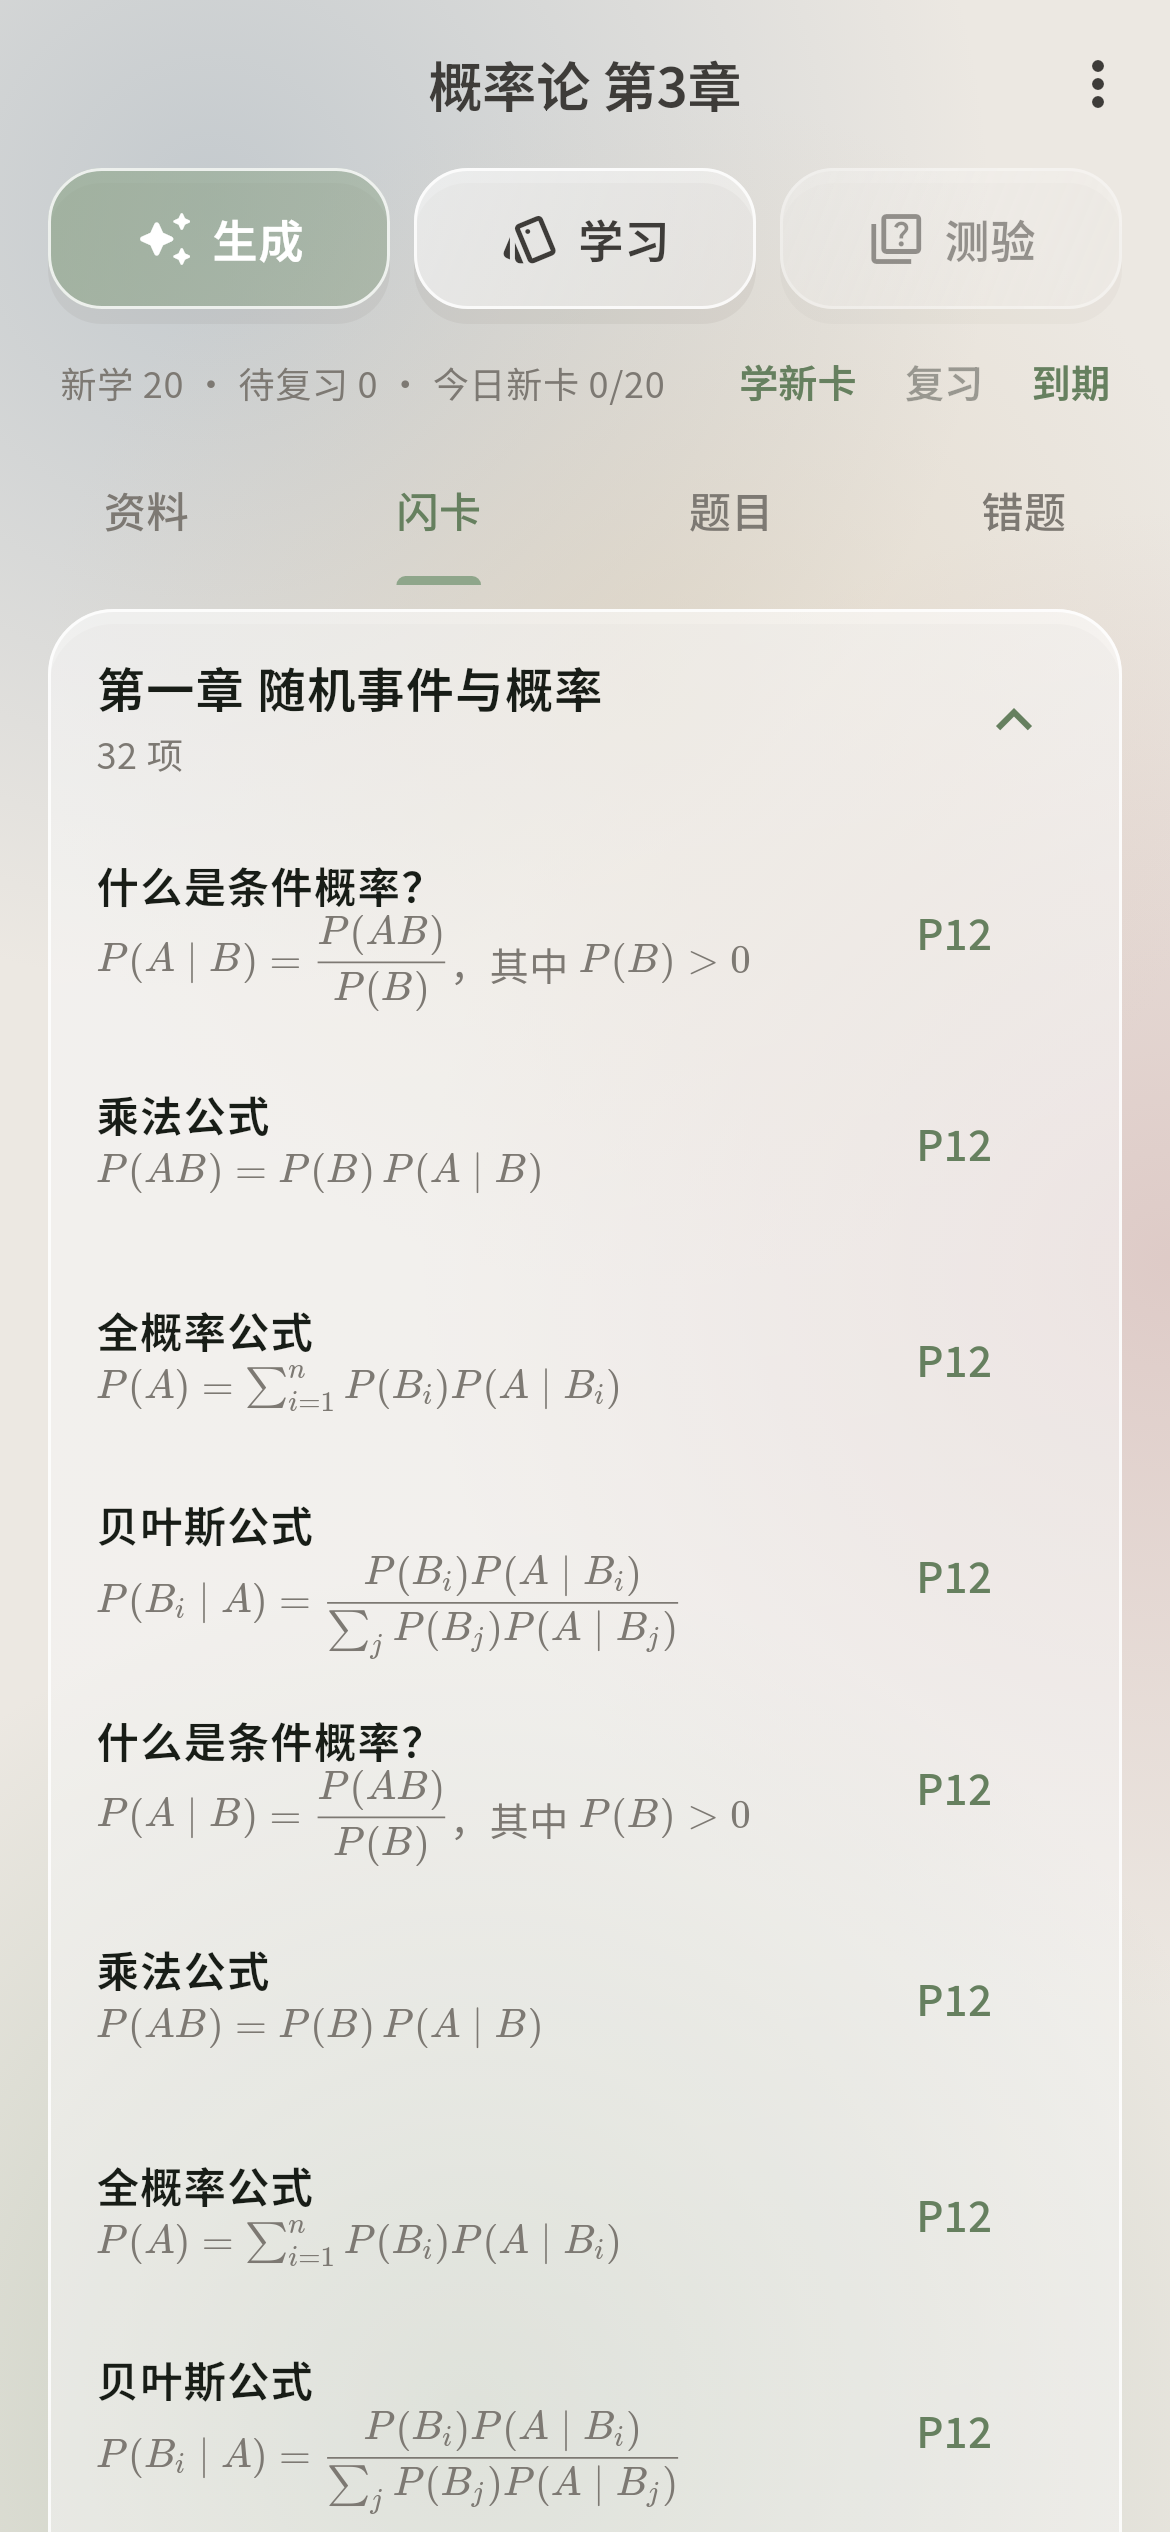 概率论 第3章
生成
学习
测验
新学 20 • 待复习 0 • 今日新卡 0/20
学新卡 复习 到期
资料 闪卡 题目 错题
第一章 随机事件与概率
32 项
什么是条件概率？
P(A | B) = P(AB)/P(B)，其中 P(B) > 0
P12
乘法公式
P(AB) = P(B) P(A | B)
P12
全概率公式
P(A) = ∑_{i=1}^{n} P(B_i)P(A | B_i)
P12
贝叶斯公式
P(B_i | A) = P(B_i)P(A | B_i)/∑_j P(B_j)P(A | B_j)
P12
什么是条件概率？
P(A | B) = P(AB)/P(B)，其中 P(B) > 0
P12
乘法公式
P(AB) = P(B) P(A | B)
P12
全概率公式
P(A) = ∑_{i=1}^{n} P(B_i)P(A | B_i)
P12
贝叶斯公式
P(B_i | A) = P(B_i)P(A | B_i)/∑_j P(B_j)P(A | B_j)
P12